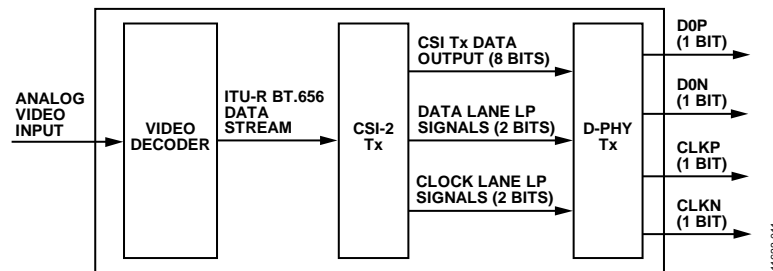 ANALOG
VIDEO
INPUT
VIDEO
DECODER
ITU-R BT.656
DATA
STREAM
CSI-2
Tx
CSI Tx DATA
OUTPUT (8 BITS)
DATA LANE LP
SIGNALS (2 BITS)
CLOCK LANE LP
SIGNALS (2 BITS)
D-PHY
Tx
D0P
(1 BIT)
D0N
(1 BIT)
CLKP
(1 BIT)
CLKN
(1 BIT)